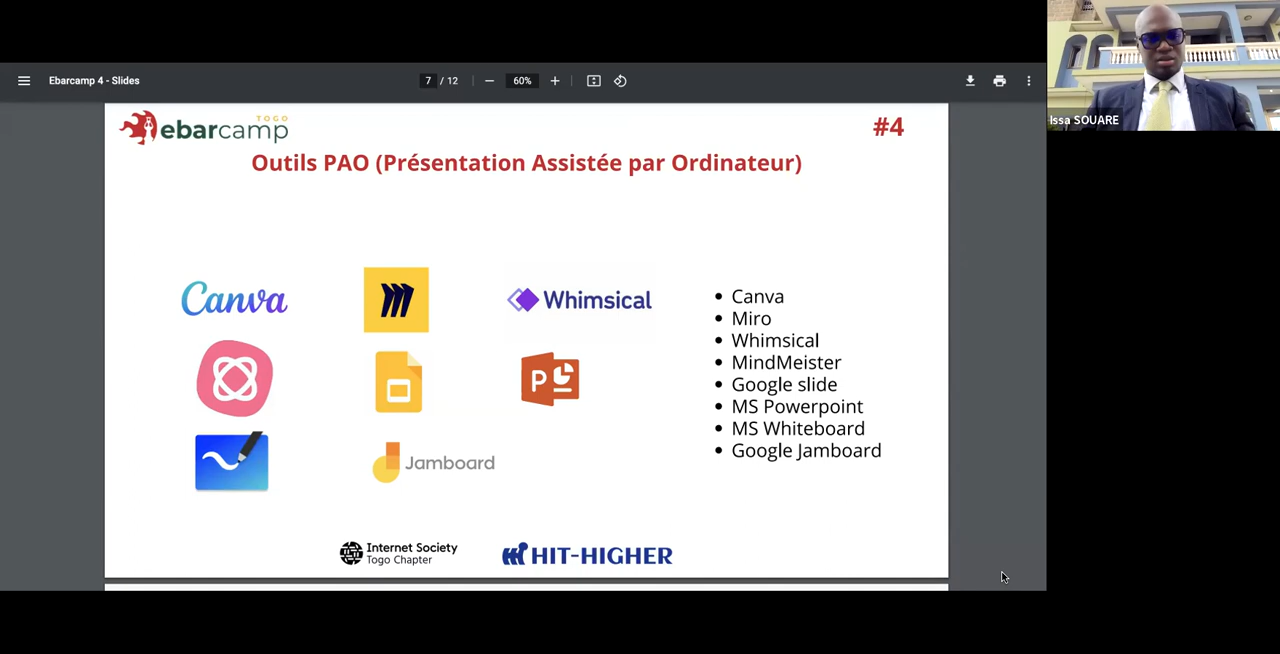 Ebarcamp 4 - Slides
7 / 12
60%
Issa SOUARE
TOGO
ebarcamp
#4
Outils PAO (Présentation Assistée par Ordinateur)
Canva
Whimsical
P
Jamboard
• Canva
• Miro
• Whimsical
• MindMeister
• Google slide
• MS Powerpoint
• MS Whiteboard
• Google Jamboard
Internet Society
Togo Chapter
HIT-HIGHER